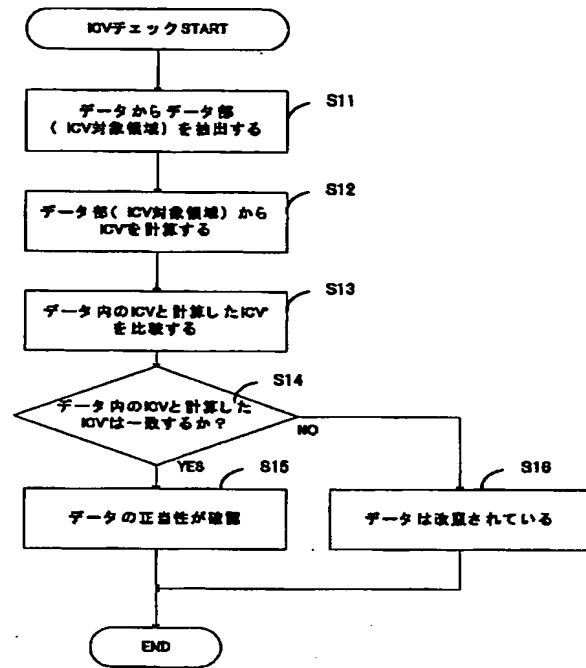 ICVチェックSTART
S11
データからデータ部
(ICV対象領域)を抽出する
S12
データ部(ICV対象領域)から
ICV'を計算する
S13
データ内のICVと計算したICV'
を比較する
S14
データ内のICVと計算した
ICV'は一致するか?
NO
YES
S15
S16
データの正当性が確認
データは改竄されている
END